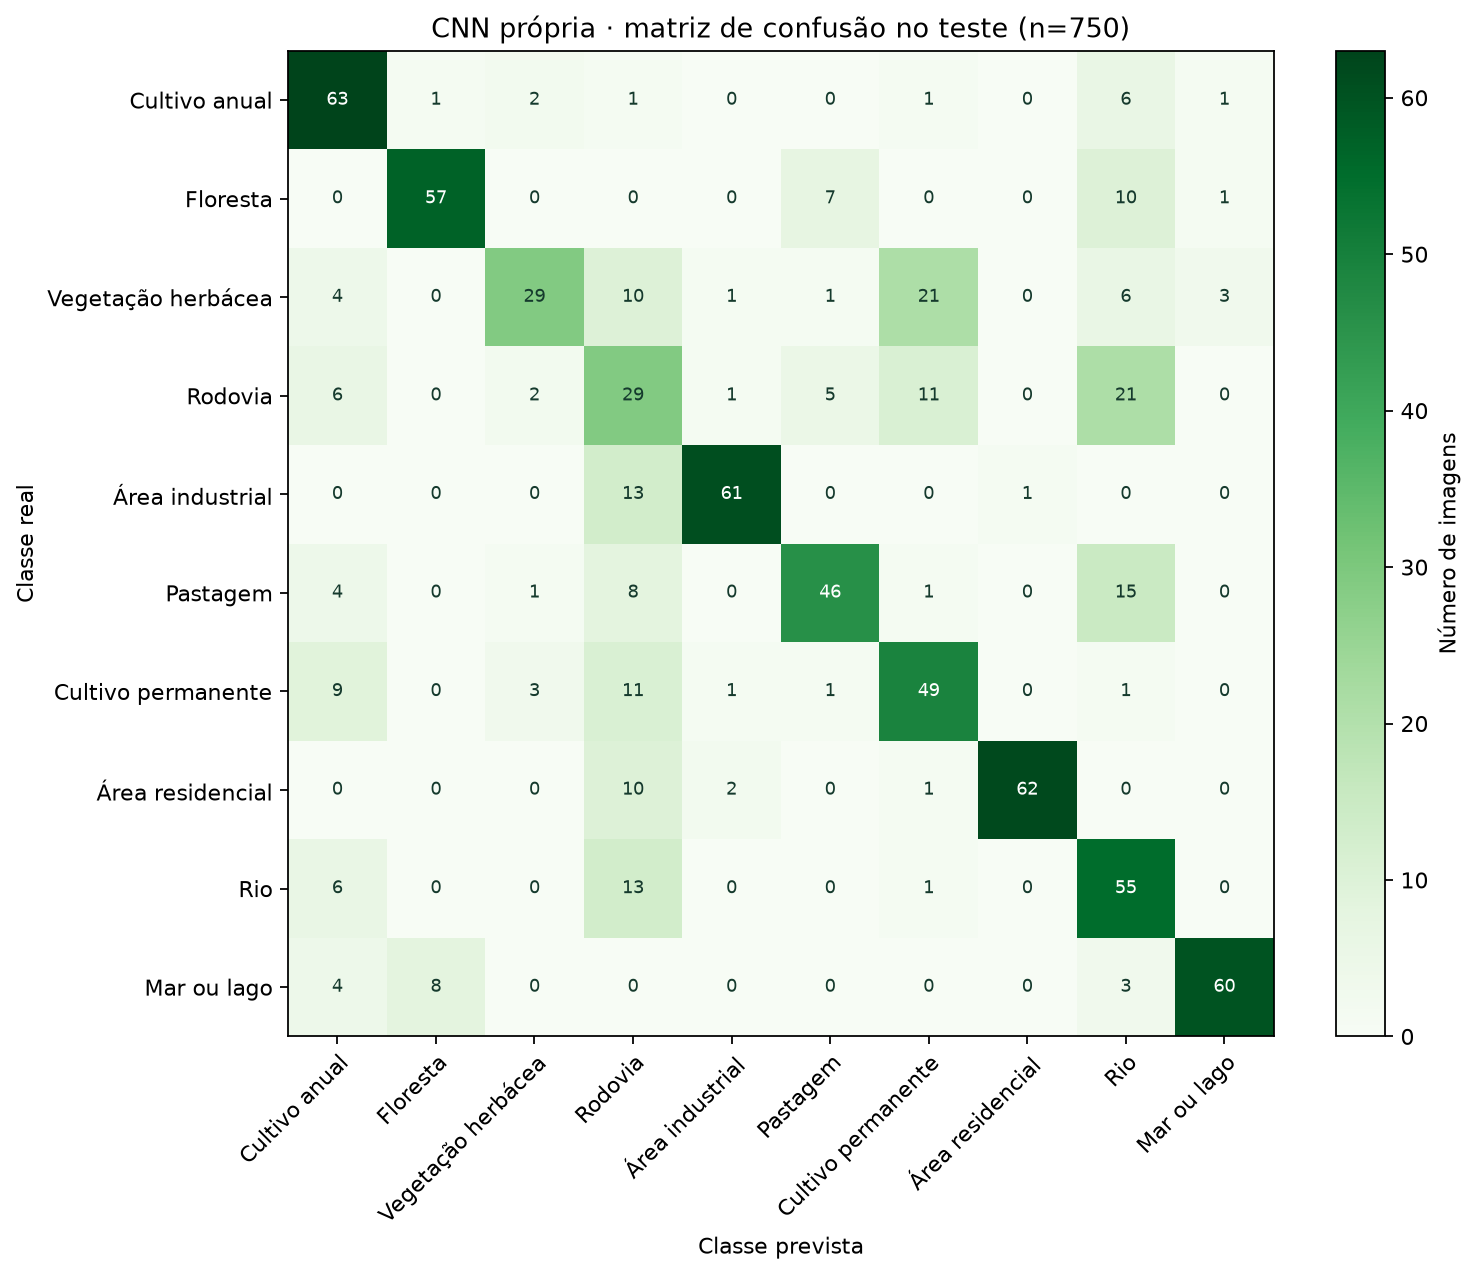 CNN própria · matriz de confusão no teste (n=750)
Cultivo anual 63 1 2 1 0 0 1 0 6 1
Floresta 0 57 0 0 0 7 0 0 10 1
Vegetação herbácea 4 0 29 10 1 1 21 0 6 3
Rodovia 6 0 2 29 1 5 11 0 21 0
Área industrial 0 0 0 13 61 0 0 1 0 0
Pastagem 4 0 1 8 0 46 1 0 15 0
Cultivo permanente 9 0 3 11 1 1 49 0 1 0
Área residencial 0 0 0 10 2 0 1 62 0 0
Rio 6 0 0 13 0 0 1 0 55 0
Mar ou lago 4 8 0 0 0 0 0 0 3 60
Classe real
Cultivo anual
Floresta
Vegetação herbácea
Rodovia
Área industrial
Pastagem
Cultivo permanente
Área residencial
Rio
Mar ou lago
Classe prevista
60
50
40
30
20
10
0
Número de imagens